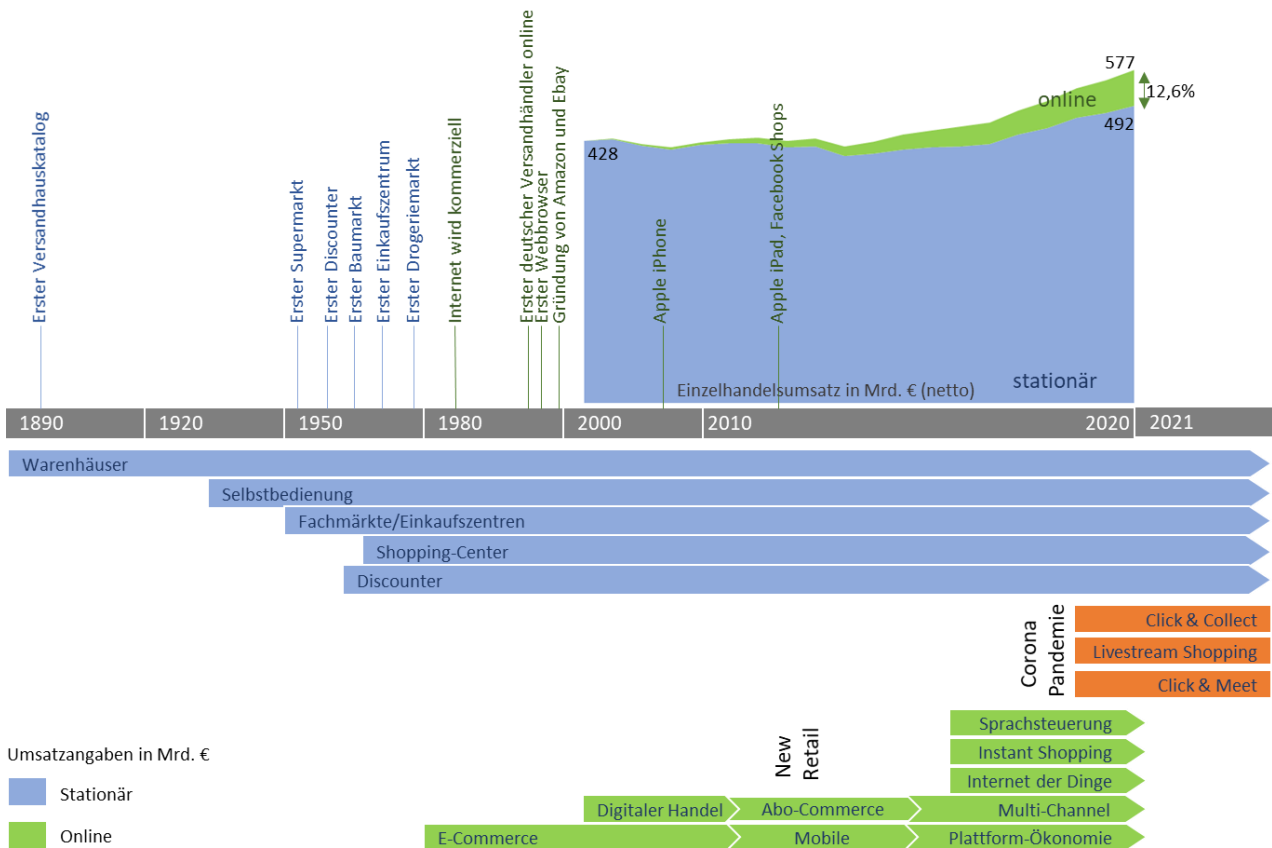 Erster Versandhauskatalog
Erster Supermarkt
Erster Discounter
Erster Baumarkt
Erster Einkaufszentrum
Erster Drogeriemarkt
Internet wird kommerziell
Erster deutscher Versandhändler online
Erster Webbrowser
Gründung von Amazon und Ebay
Apple iPhone
Apple iPad, Facebook Shops
428
577
online
12,6%
492
stationär
Einzelhandelsumsatz in Mrd. € (netto)
1890 1920 1950 1980 2000 2010 2020 2021
Warenhäuser
Selbstbedienung
Fachmärkte/Einkaufszentren
Shopping-Center
Discounter
Corona
Pandemie
Click & Collect
Livestream Shopping
Click & Meet
New
Retail
Sprachsteuerung
Instant Shopping
Internet der Dinge
Digitaler Handel Abo-Commerce Multi-Channel
E-Commerce Mobile Plattform-Ökonomie
Umsatzangaben in Mrd. €
Stationär
Online